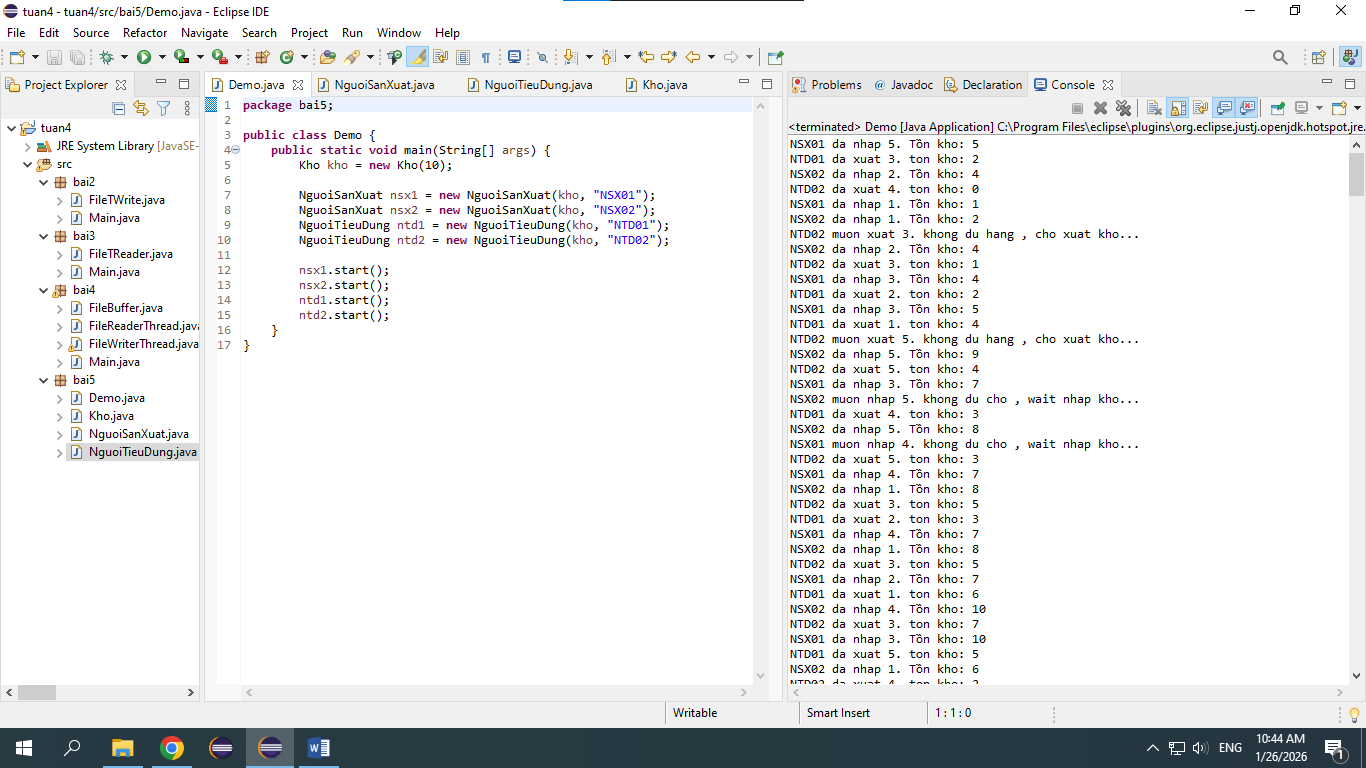 tuan4 - tuan4/src/bai5/Demo.java - Eclipse IDE
File Edit Source Refactor Navigate Search Project Run Window Help
Project Explorer
tuan4
JRE System Library [JavaSE-
src
bai2
FileTWrite.java
Main.java
bai3
FileTReader.java
Main.java
bai4
FileBuffer.java
FileReaderThread.java
FileWriterThread.java
Main.java
bai5
Demo.java
Kho.java
NguoiSanXuat.java
NguoiTieuDung.java
Demo.java NguoiSanXuat.java NguoiTieuDung.java Kho.java
1 package bai5;
2
3 public class Demo {
4 public static void main(String[] args) {
5 Kho kho = new Kho(10);
6
7 NguoiSanXuat nsx1 = new NguoiSanXuat(kho, "NSX01");
8 NguoiSanXuat nsx2 = new NguoiSanXuat(kho, "NSX02");
9 NguoiTieuDung ntd1 = new NguoiTieuDung(kho, "NTD01");
10 NguoiTieuDung ntd2 = new NguoiTieuDung(kho, "NTD02");
11
12 nsx1.start();
13 nsx2.start();
14 ntd1.start();
15 ntd2.start();
16 }
17 }
Problems @ Javadoc Declaration Console
<terminated> Demo [Java Application] C:\Program Files\eclipse\plugins\org.eclipse.justj.openjdk.hotspot.jre.
NSX01 da nhap 5. Tồn kho: 5
NTD01 da xuat 3. ton kho: 2
NSX02 da nhap 2. Tồn kho: 4
NTD02 da xuat 4. ton kho: 0
NSX01 da nhap 1. Tồn kho: 1
NSX02 da nhap 1. Tồn kho: 2
NTD02 muon xuat 3. khong du hang , cho xuat kho...
NSX02 da nhap 2. Tồn kho: 4
NTD02 da xuat 3. ton kho: 1
NSX01 da nhap 3. Tồn kho: 4
NTD01 da xuat 2. ton kho: 2
NSX01 da nhap 3. Tồn kho: 5
NTD01 da xuat 1. ton kho: 4
NTD02 muon xuat 5. khong du hang , cho xuat kho...
NSX02 da nhap 5. Tồn kho: 9
NTD02 da xuat 5. ton kho: 4
NSX01 da nhap 3. Tồn kho: 7
NSX02 muon nhap 5. khong du cho , wait nhap kho...
NTD01 da xuat 4. ton kho: 3
NSX02 da nhap 5. Tồn kho: 8
NSX01 muon nhap 4. khong du cho , wait nhap kho...
NTD02 da xuat 5. ton kho: 3
NSX01 da nhap 4. Tồn kho: 7
NSX02 da nhap 1. Tồn kho: 8
NTD02 da xuat 3. ton kho: 5
NTD01 da xuat 2. ton kho: 3
NSX01 da nhap 4. Tồn kho: 7
NSX02 da nhap 1. Tồn kho: 8
NTD02 da xuat 3. ton kho: 5
NSX01 da nhap 2. Tồn kho: 7
NTD01 da xuat 1. ton kho: 6
NSX02 da nhap 4. Tồn kho: 10
NTD02 da xuat 3. ton kho: 7
NSX01 da nhap 3. Tồn kho: 10
NTD01 da xuat 5. ton kho: 5
NSX02 da nhap 1. Tồn kho: 6
NTD02 da xuat 4. ton kho: 2
Writable Smart Insert 1 : 1 : 0
ENG
10:44 AM
1/26/2026
1